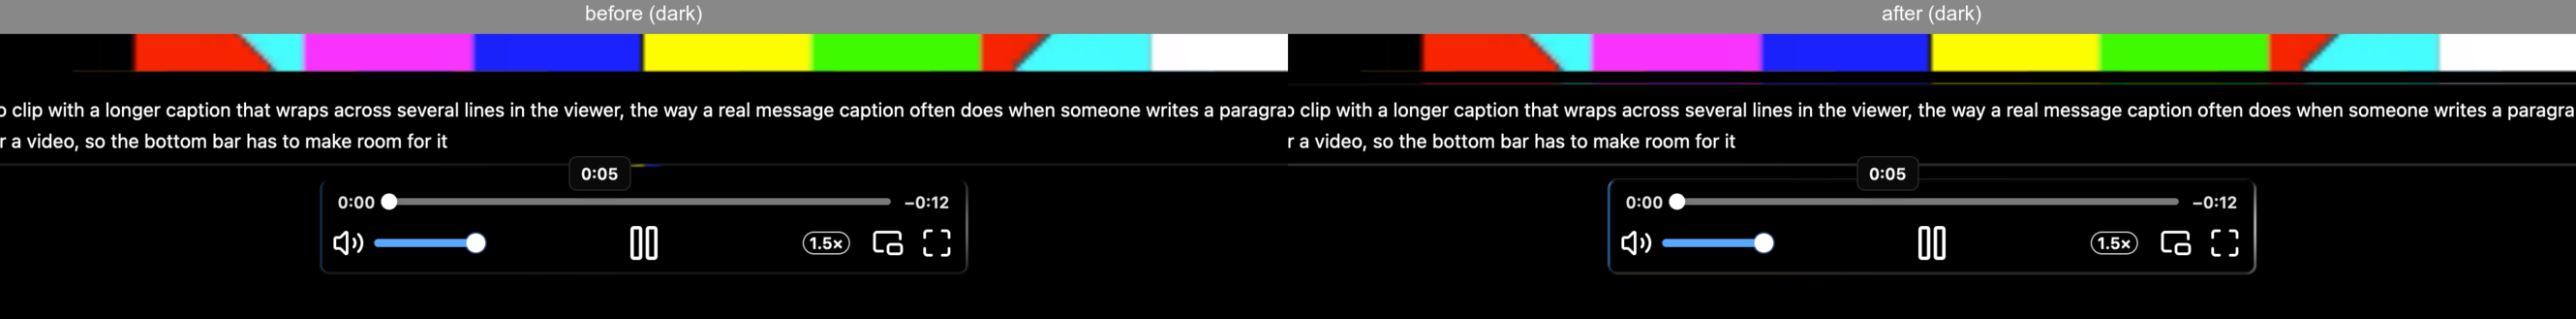 before (dark)
after (dark)
clip with a longer caption that wraps across several lines in the viewer, the way a real message caption often does when someone writes a
a video, so the bottom bar has to make room for it
0:05
0:00
−0:12
1.5×
clip with a longer caption that wraps across several lines in the viewer, the way a real message caption often does when someone writes a
a video, so the bottom bar has to make room for it
0:05
0:00
−0:12
1.5×